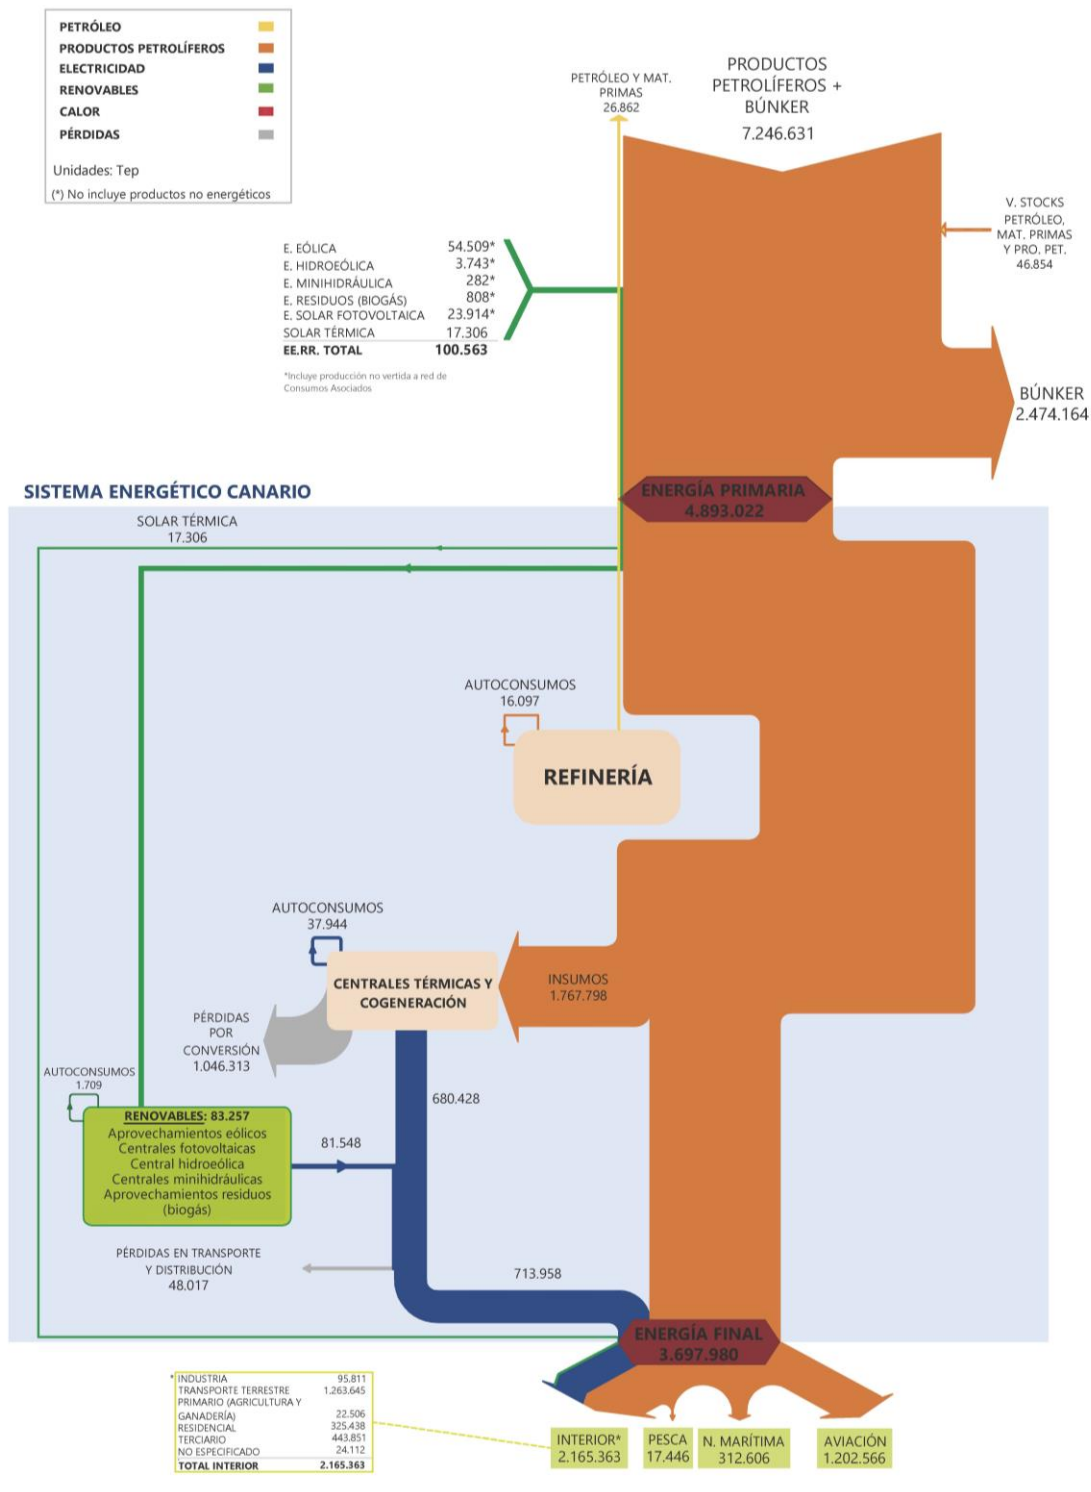 PETRÓLEO
PRODUCTOS PETROLÍFEROS
ELECTRICIDAD
RENOVABLES
CALOR
PÉRDIDAS
Unidades: Tep
(*) No incluye productos no energéticos
PETRÓLEO Y MAT.
PRIMAS
26.862
PRODUCTOS
PETROLÍFEROS +
BÚNKER
7.246.631
V. STOCKS
PETRÓLEO,
MAT. PRIMAS
Y PRO. PET.
46.854
E. EÓLICA 54.509*
E. HIDROEÓLICA 3.743*
E. MINIHIDRÁULICA 282*
E. RESIDUOS (BIOGÁS) 808*
E. SOLAR FOTOVOLTAICA 23.914*
SOLAR TÉRMICA 17.306
EE.RR. TOTAL 100.563
*Incluye producción no vertida a red de
Consumos Asociados
BÚNKER
2.474.164
SISTEMA ENERGÉTICO CANARIO
ENERGÍA PRIMARIA
4.893.022
SOLAR TÉRMICA
17.306
AUTOCONSUMOS
16.097
REFINERÍA
AUTOCONSUMOS
37.944
CENTRALES TÉRMICAS Y
COGENERACIÓN
INSUMOS
1.767.798
PÉRDIDAS
POR
CONVERSIÓN
1.046.313
AUTOCONSUMOS
1.709
680.428
RENOVABLES: 83.257
Aprovechamientos eólicos
Centrales fotovoltaicas
Central hidroeólica
Centrales minihidráulicas
Aprovechamientos residuos
(biogás)
81.548
PÉRDIDAS EN TRANSPORTE
Y DISTRIBUCIÓN
48.017
713.958
ENERGÍA FINAL
3.697.980
* INDUSTRIA 95.811
TRANSPORTE TERRESTRE 1.263.645
PRIMARIO (AGRICULTURA Y
GANADERÍA) 22.506
RESIDENCIAL 325.438
TERCIARIO 443.851
NO ESPECIFICADO 24.112
TOTAL INTERIOR 2.165.363
INTERIOR*
2.165.363
PESCA
17.446
N. MARÍTIMA
312.606
AVIACIÓN
1.202.566